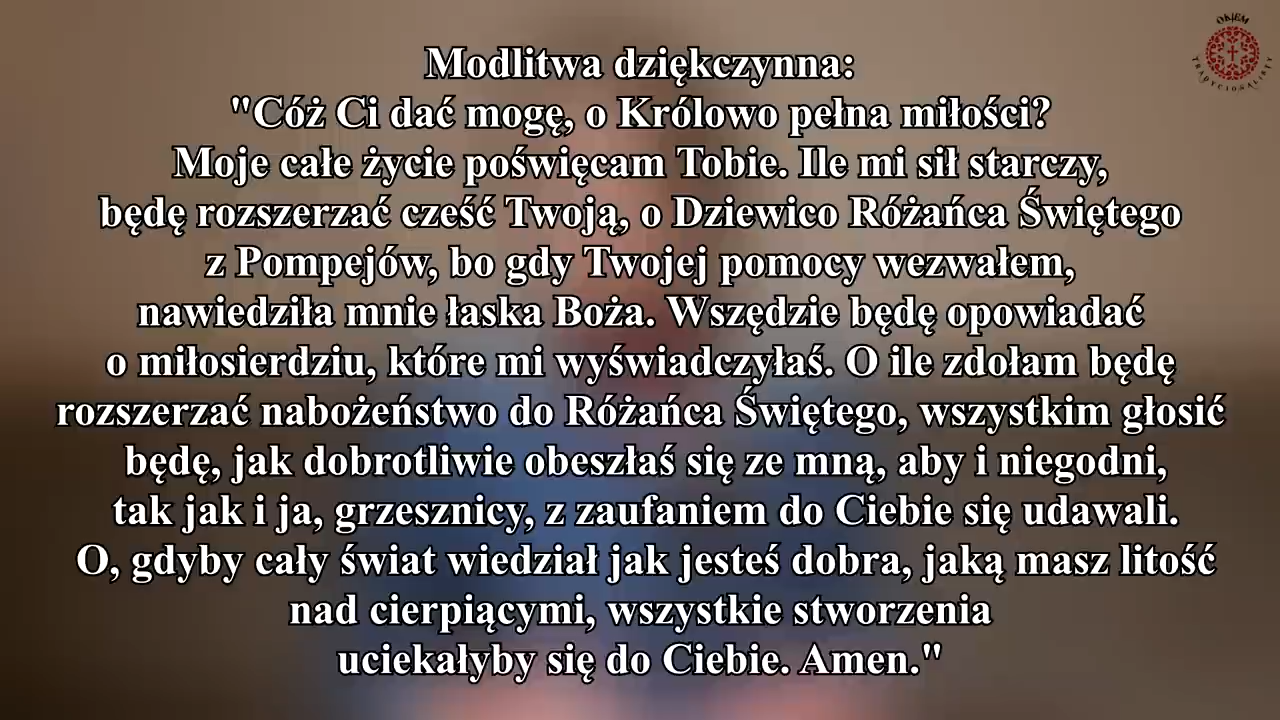 OKIEM
TRADYCJONALISTY
Modlitwa dziękczynna:
"Cóż Ci dać mogę, o Królowo pełna miłości?
Moje całe życie poświęcam Tobie. Ile mi sił starczy,
będę rozszerzać cześć Twoją, o Dziewico Różańca Świętego
z Pompejów, bo gdy Twojej pomocy wezwałem,
nawiedziła mnie łaska Boża. Wszędzie będę opowiadać
o miłosierdziu, które mi wyświadczyłaś. O ile zdołam będę
rozszerzać nabożeństwo do Różańca Świętego, wszystkim głosić
będę, jak dobrotliwie obeszłaś się ze mną, aby i niegodni,
tak jak i ja, grzesznicy, z zaufaniem do Ciebie się udawali.
O, gdyby cały świat wiedział jak jesteś dobra, jaką masz litość
nad cierpiącymi, wszystkie stworzenia
uciekałyby się do Ciebie. Amen."